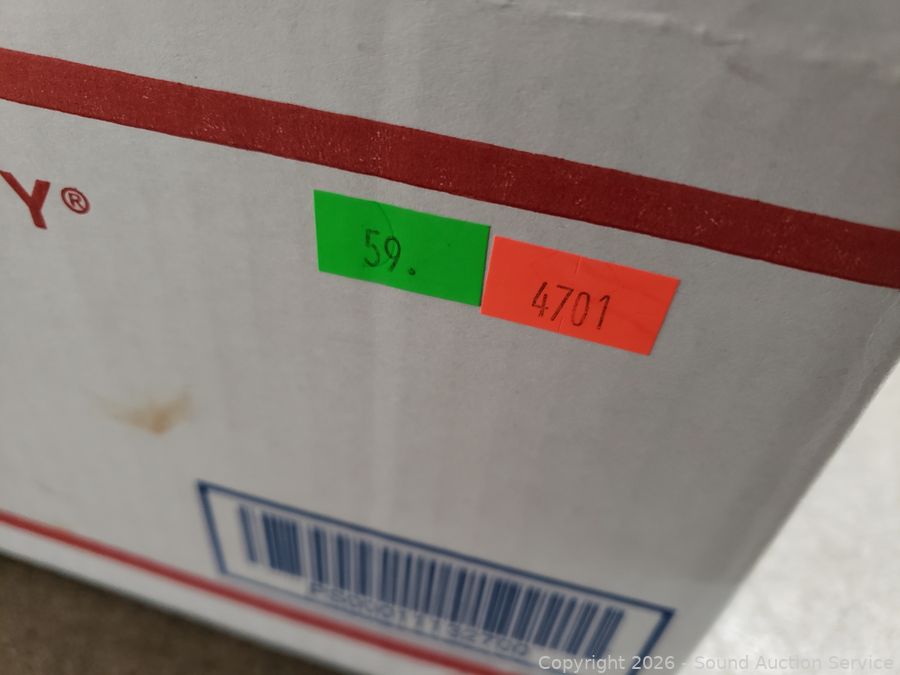 Y®
59.
4701
Copyright 2026 - Sound Auction Service